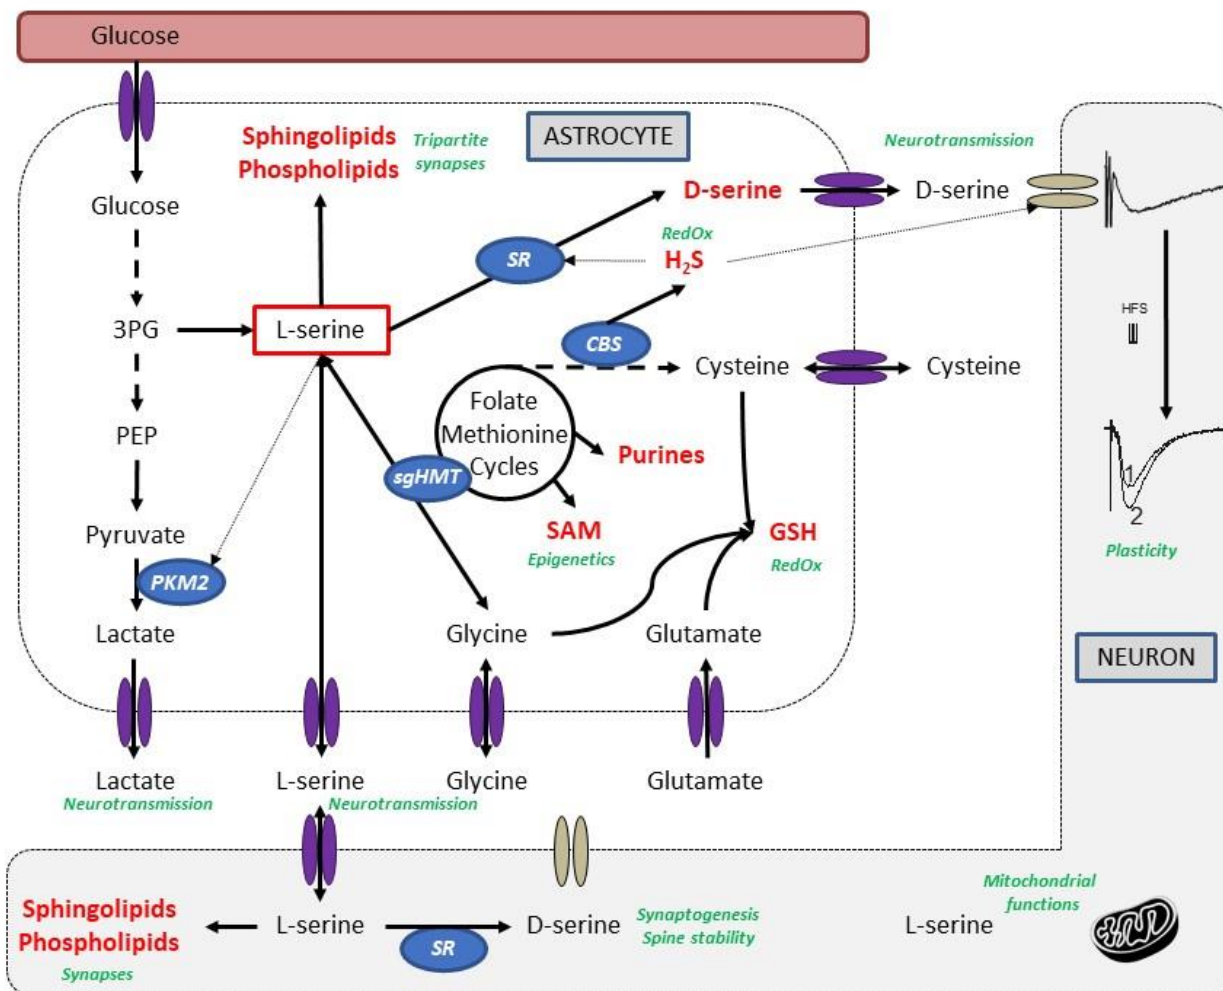 Glucose
ASTROCYTE
Sphingolipids
Phospholipids
Tripartite
synapses
Neurotransmission
D-serine
D-serine
Glucose
RedOx
SR
H₂S
HFS
3PG
L-serine
CBS
Cysteine
Cysteine
Folate
Methionine
Cycles
PEP
Purines
sgHMT
1
2
Pyruvate
SAM
Epigenetics
GSH
RedOx
Plasticity
PKM2
Lactate
Glycine
Glutamate
NEURON
Lactate
Neurotransmission
L-serine
Neurotransmission
Glycine
Glutamate
Sphingolipids
Phospholipids
Synapses
L-serine
SR
D-serine
Synaptogenesis
Spine stability
L-serine
Mitochondrial
functions